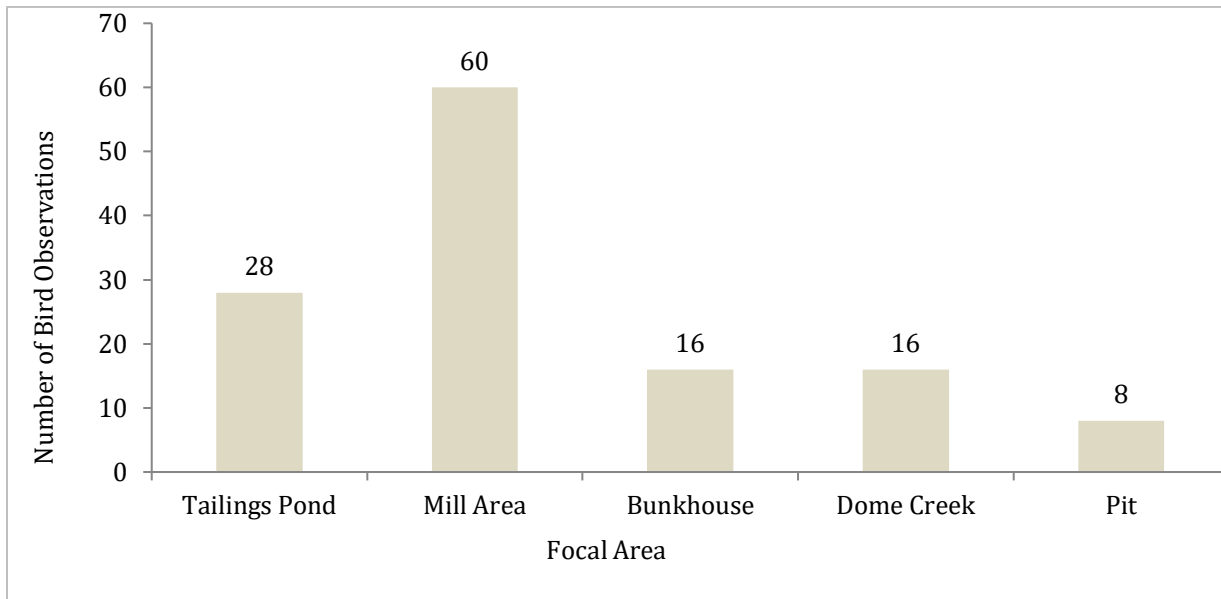 Number of Bird Observations
70
60
50
40
30
20
10
0
28
60
16
16
8
Tailings Pond
Mill Area
Bunkhouse
Dome Creek
Pit
Focal Area